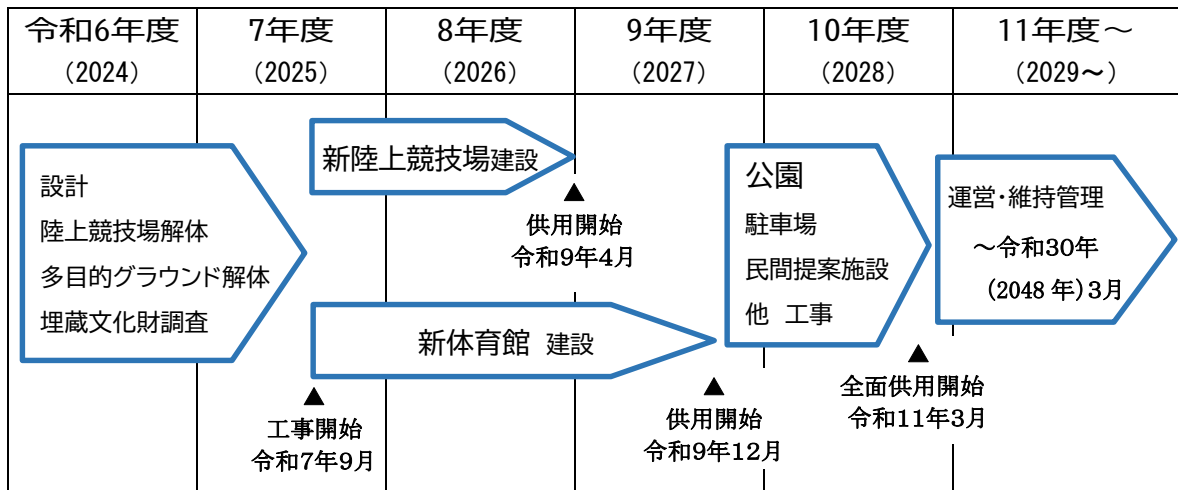 令和6年度
(2024)
7年度
(2025)
8年度
(2026)
9年度
(2027)
10年度
(2028)
11年度～
(2029～)
設計
陸上競技場解体
多目的グラウンド解体
埋蔵文化財調査
新陸上競技場建設
▲
供用開始
令和9年4月
新体育館 建設
▲
工事開始
令和7年9月
▲
供用開始
令和9年12月
公園
駐車場
民間提案施設
他 工事
▲
全面供用開始
令和11年3月
運営・維持管理
～令和30年
(2048 年)3月